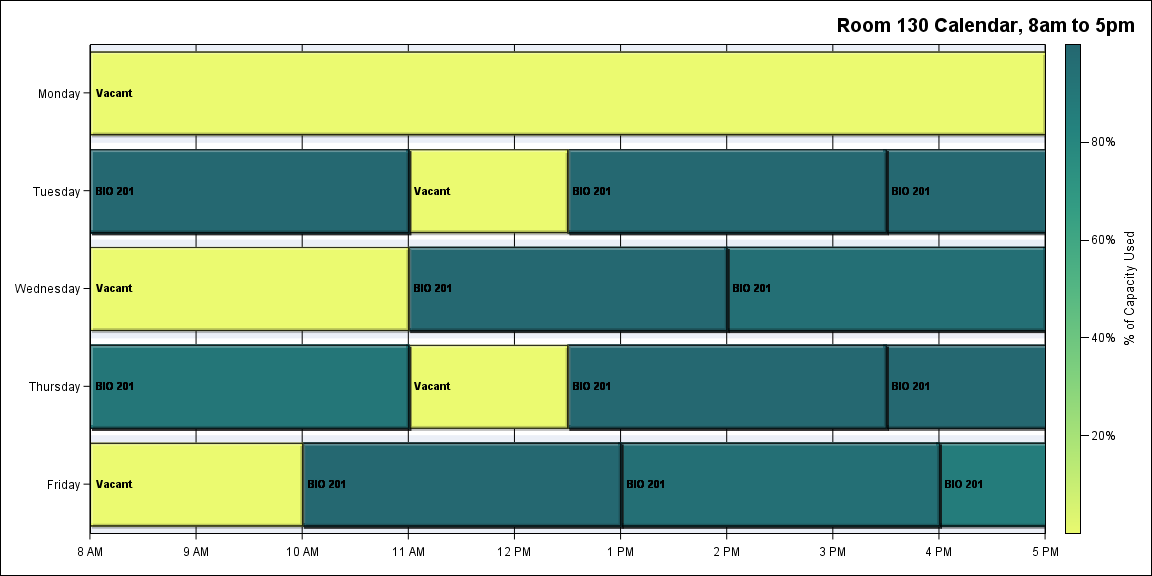 Room 130 Calendar, 8am to 5pm
Monday
Vacant
Tuesday
BIO 201
Vacant
BIO 201
BIO 201
Wednesday
Vacant
BIO 201
BIO 201
Thursday
BIO 201
Vacant
BIO 201
BIO 201
Friday
Vacant
BIO 201
BIO 201
BIO 201
8 AM
9 AM
10 AM
11 AM
12 PM
1 PM
2 PM
3 PM
4 PM
5 PM
80%
60%
40%
20%
% of Capacity Used